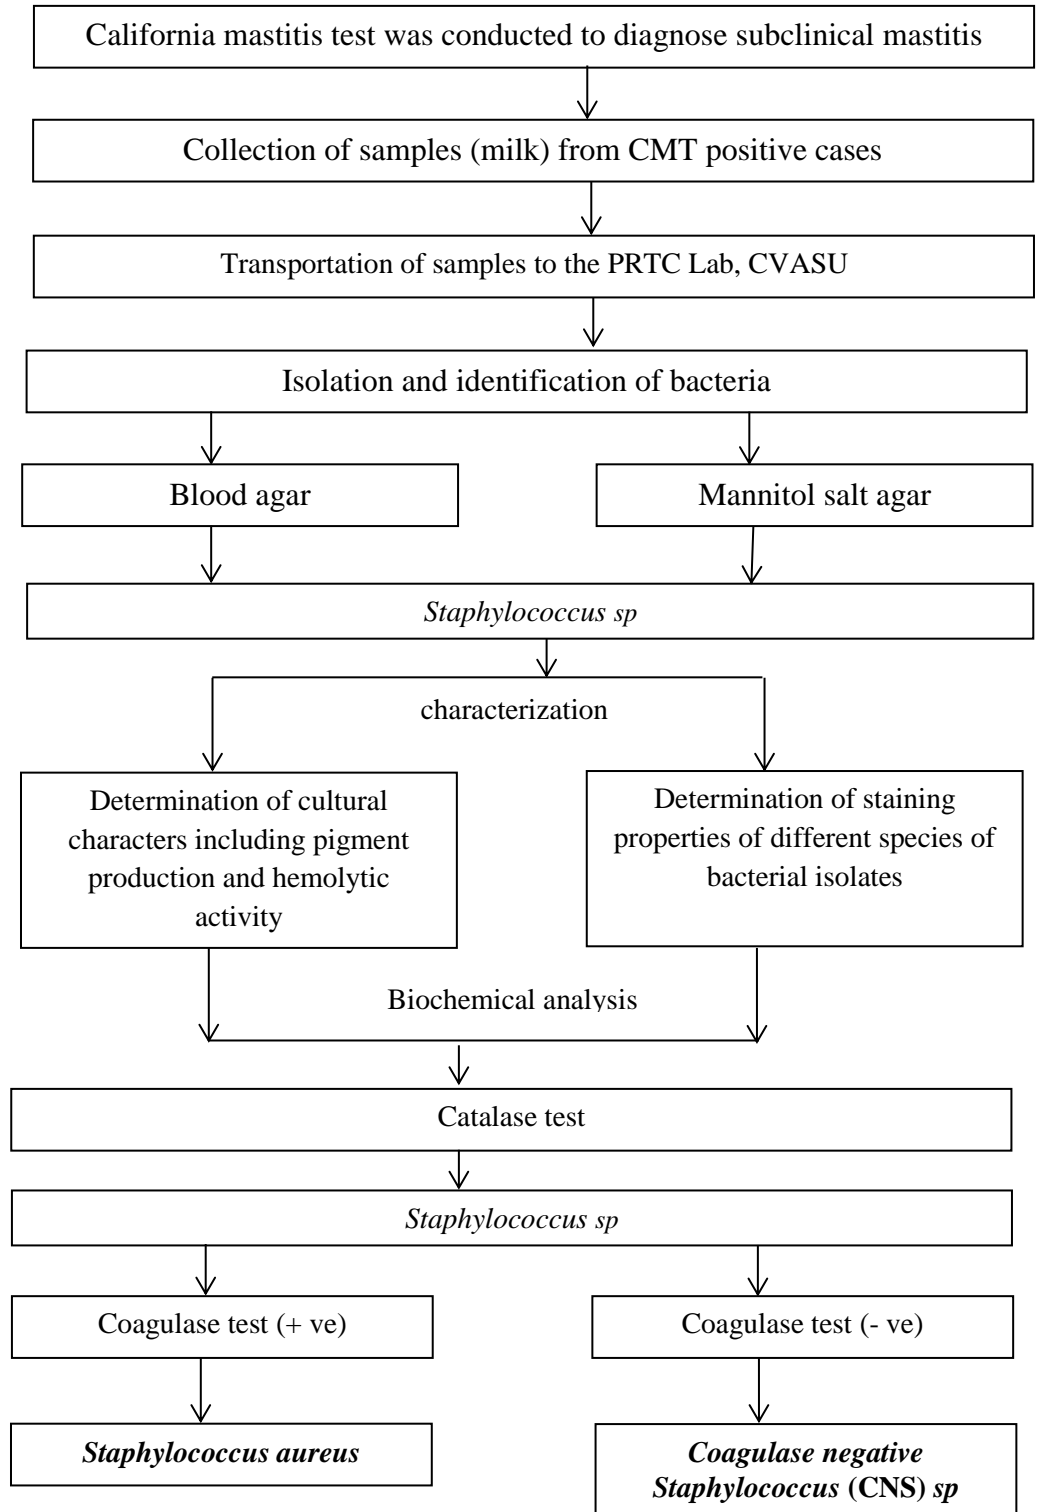 California mastitis test was conducted to diagnose subclinical mastitis
Collection of samples (milk) from CMT positive cases
Transportation of samples to the PRTC Lab, CVASU
Isolation and identification of bacteria
Blood agar
Mannitol salt agar
Staphylococcus sp
characterization
Determination of cultural
characters including pigment
production and hemolytic
activity
Determination of staining
properties of different species of
bacterial isolates
Biochemical analysis
Catalase test
Staphylococcus sp
Coagulase test (+ ve)
Coagulase test (- ve)
Staphylococcus aureus
Coagulase negative
Staphylococcus (CNS) sp